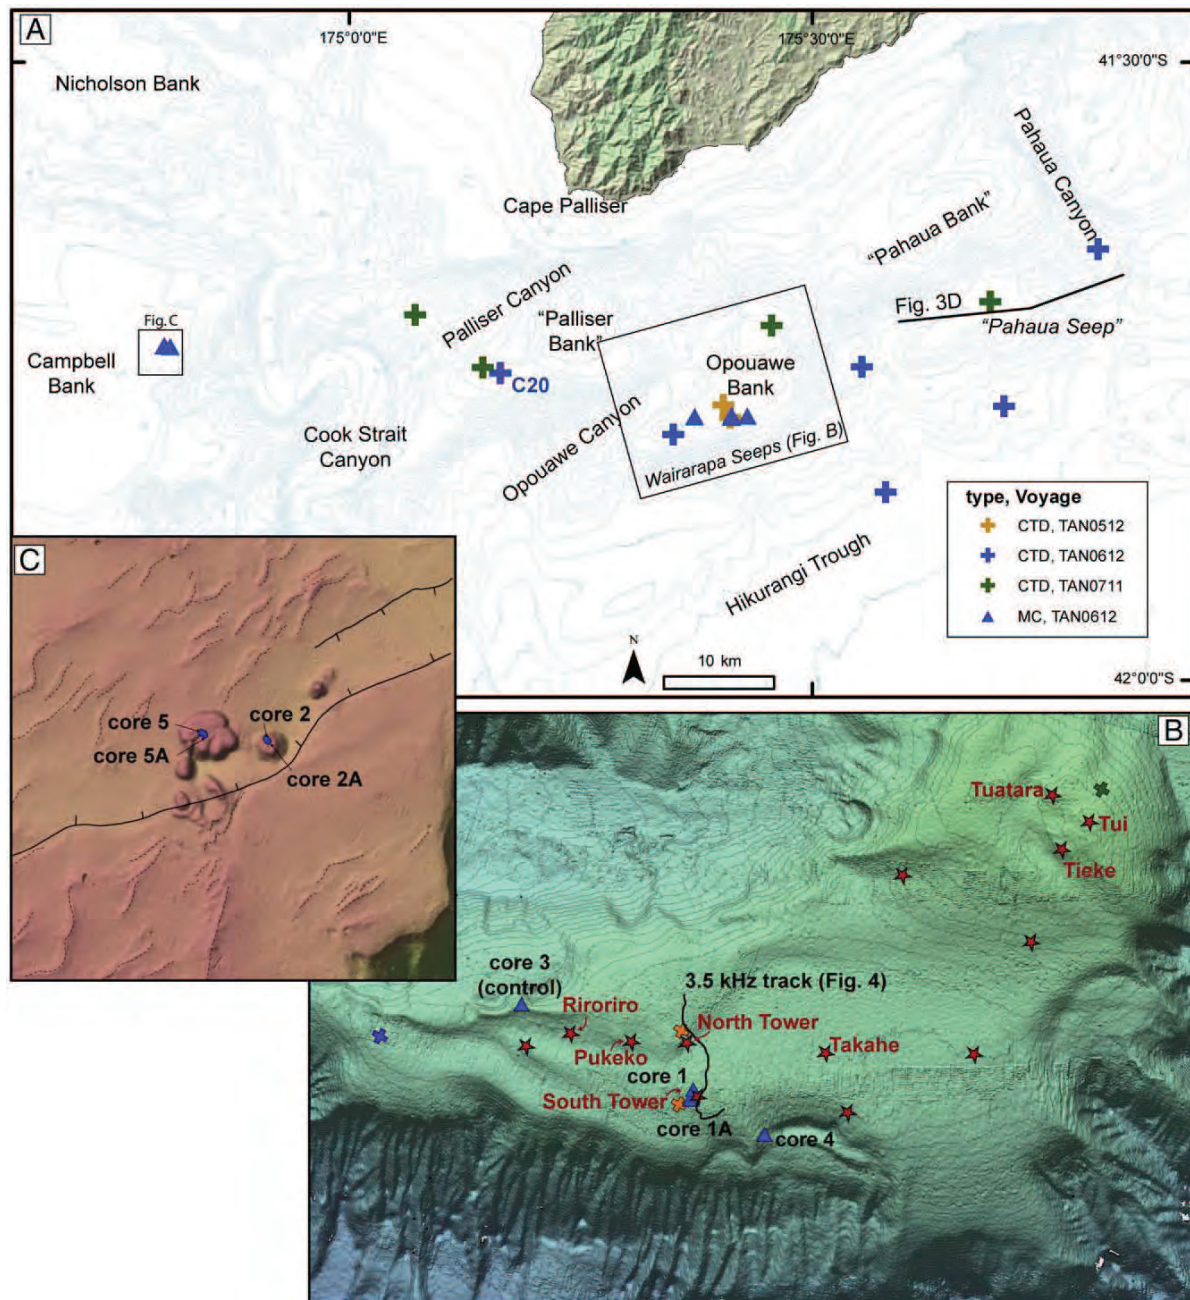 A
175°0'0"E
175°30'0"E
41°30'0"S
Nicholson Bank
Pahaua Canyon
Cape Palliser
"Pahaua Bank"
Palliser Canyon
Fig. 3D
"Pahaua Seep"
Fig. C
"Palliser
Bank"
Campbell
Bank
C20
Opouawe
Bank
Cook Strait
Canyon
Opouawe Canyon
Wairarapa Seeps (Fig. B)
Hikurangi Trough
type, Voyage
CTD, TAN0512
CTD, TAN0612
CTD, TAN0711
MC, TAN0612
N
10 km
42°0'0"S
C
core 5
core 2
core 5A
core 2A
B
Tuatara
Tui
Tieke
core 3
(control)
3.5 kHz track (Fig. 4)
Riroriro
North Tower
Pukeko
Takahe
core 1
South Tower
core 1A
core 4